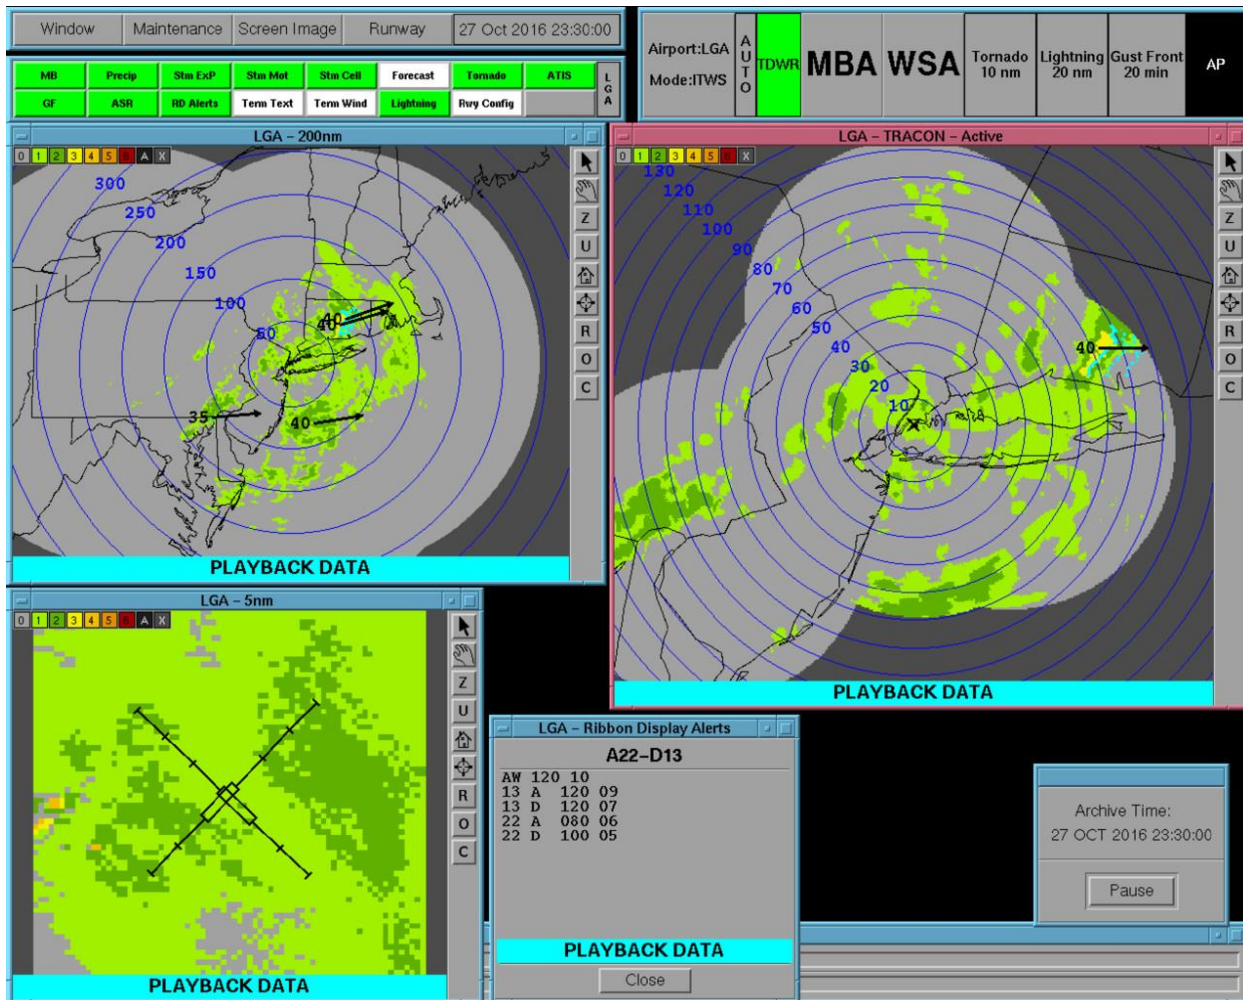 Window Maintenance Screen Image Runway 27 Oct 2016 23:30:00
MB Precip Stm ExP Stm Mot Stm Cell Forecast Tornado ATIS
GF ASR RD Alerts Term Text Term Wind Lightning Rwy Config
LGA
Airport:LGA
Mode:ITWS
AUTO
TDWR
MBA
WSA
Tornado
10 nm
Lightning
20 nm
Gust Front
20 min
AP
LGA – 200nm
0 1 2 3 4 5 6 A X
300
250
200
150
100
50
40
40
35
40
Z
U
R
O
C
PLAYBACK DATA
LGA – TRACON – Active
0 1 2 3 4 5 6 X
130
120
110
100
90
80
70
60
50
40
30
20
10
40
Z
U
R
O
C
PLAYBACK DATA
LGA – 5nm
0 1 2 3 4 5 6 A X
Z
U
R
O
C
PLAYBACK DATA
LGA – Ribbon Display Alerts
A22–D13
AW 120 10
13 A 120 09
13 D 120 07
22 A 080 06
22 D 100 05
PLAYBACK DATA
Close
Archive Time:
27 OCT 2016 23:30:00
Pause